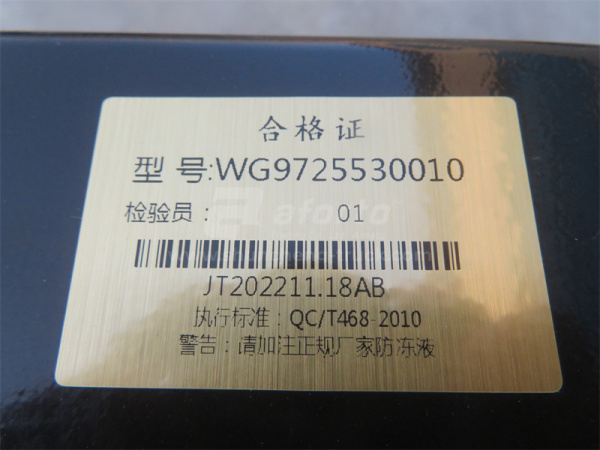 合格证
型 号:WG9725530010
检验员: 01
afosto
JT202211.18AB
执行标准:QC/T468-2010
警告:请加注正规厂家防冻液